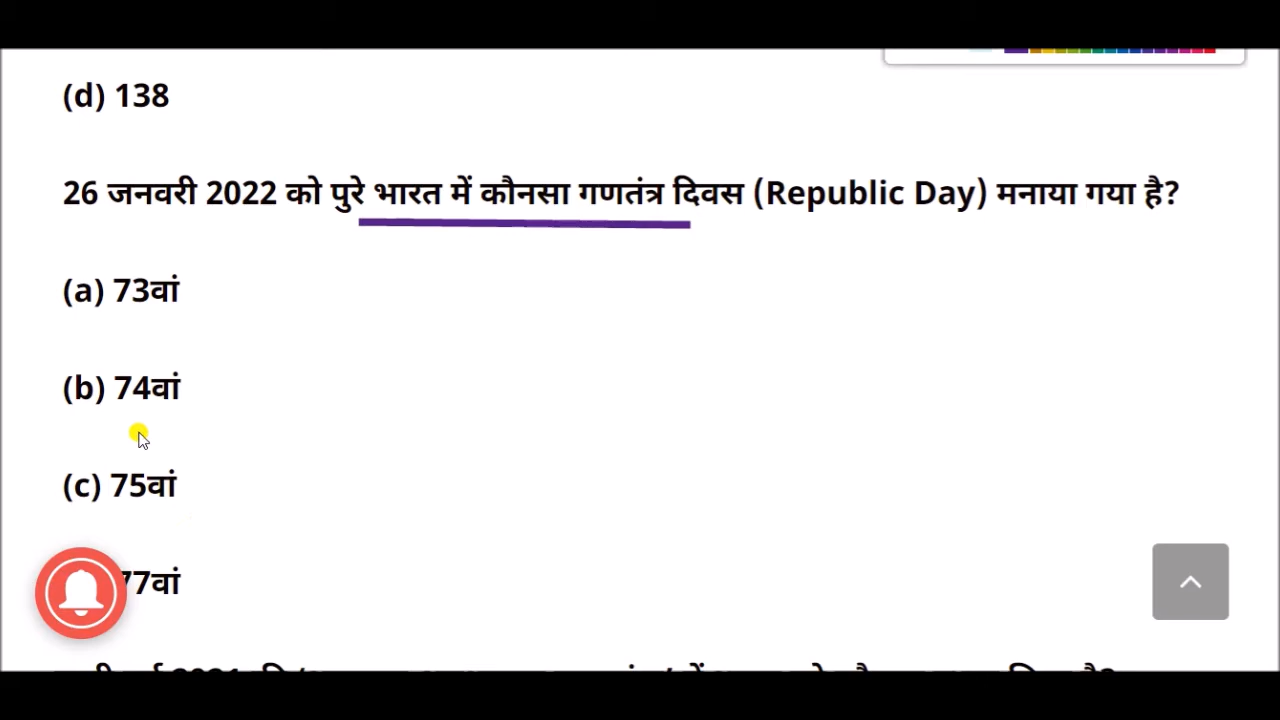 (d) 138
26 जनवरी 2022 को पुरे भारत में कौनसा गणतंत्र दिवस (Republic Day) मनाया गया है?
(a) 73वां
(b) 74वां
(c) 75वां
77वां